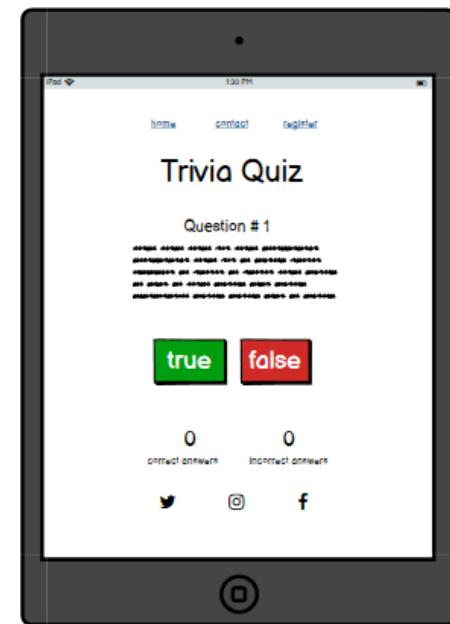 iPad 1:30 PM
home contact register
Trivia Quiz
Question # 1
true false
0 0
correct answers incorrect answers